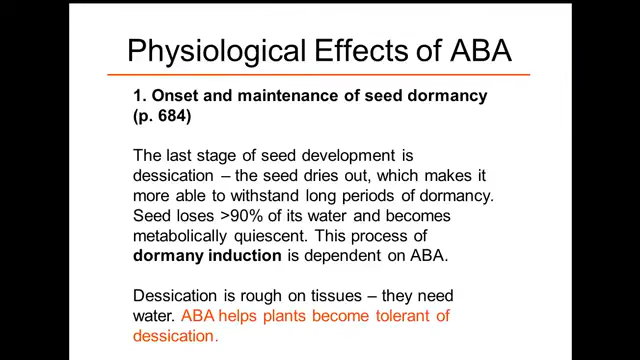 Physiological Effects of ABA
1. Onset and maintenance of seed dormancy
(p. 684)
The last stage of seed development is
dessication – the seed dries out, which makes it
more able to withstand long periods of dormancy.
Seed loses >90% of its water and becomes
metabolically quiescent. This process of
dormany induction is dependent on ABA.
Dessication is rough on tissues – they need
water. ABA helps plants become tolerant of
dessication.